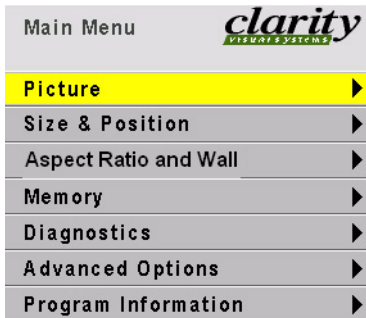 Main Menu
clarity
VISUAL SYSTEMS
Picture
Size & Position
Aspect Ratio and Wall
Memory
Diagnostics
Advanced Options
Program Information